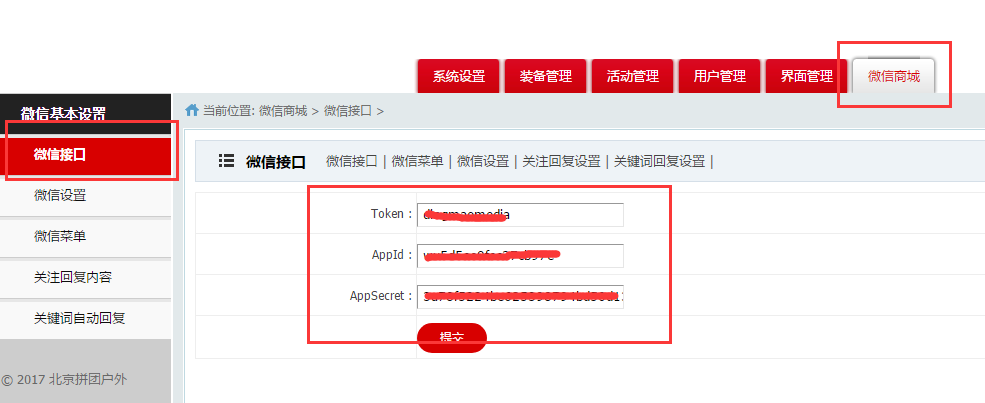 系统设置 装备管理 活动管理 用户管理 界面管理 微信商城
微信基本设置
当前位置: 微信商城 > 微信接口 >
微信接口
微信接口 微信接口 | 微信菜单 | 微信设置 | 关注回复设置 | 关键词回复设置 |
微信设置
Token :
微信菜单
AppId :
关注回复内容
AppSecret :
关键词自动回复
提交
© 2017 北京拼团户外